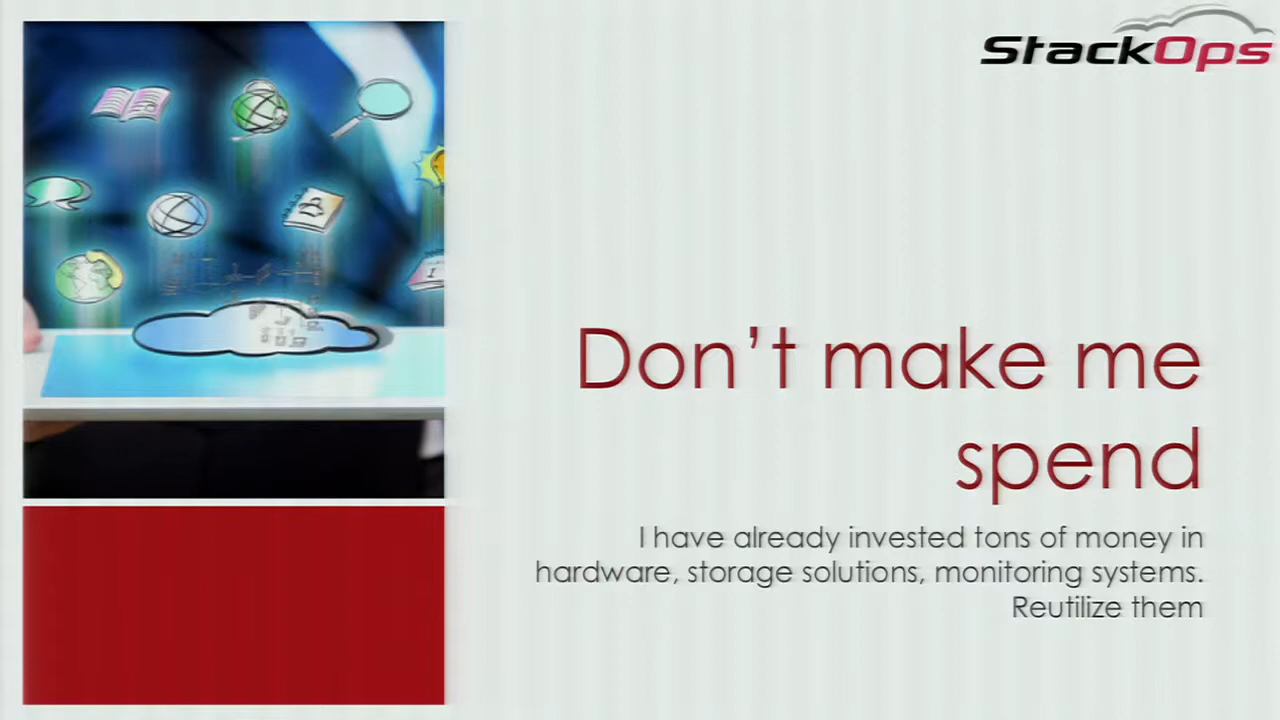 StackOps
Don't make me
spend
I have already invested tons of money in
hardware, storage solutions, monitoring systems.
Reutilize them